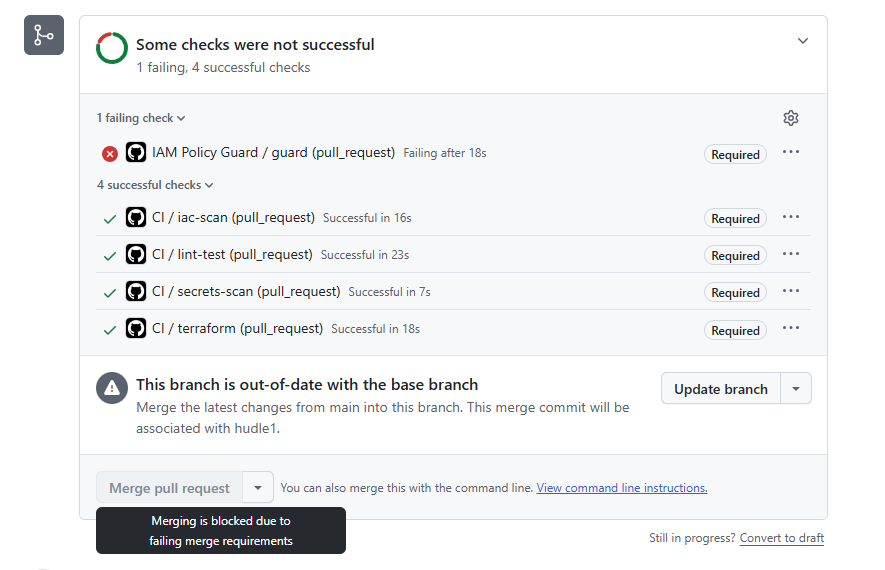 Some checks were not successful
1 failing, 4 successful checks
1 failing check
IAM Policy Guard / guard (pull_request) Failing after 18s Required
4 successful checks
CI / iac-scan (pull_request) Successful in 16s Required
CI / lint-test (pull_request) Successful in 23s Required
CI / secrets-scan (pull_request) Successful in 7s Required
CI / terraform (pull_request) Successful in 18s Required
This branch is out-of-date with the base branch
Update branch
Merge the latest changes from main into this branch. This merge commit will be
associated with hudle1.
Merge pull request You can also merge this with the command line. View command line instructions.
Merging is blocked due to
failing merge requirements
Still in progress? Convert to draft